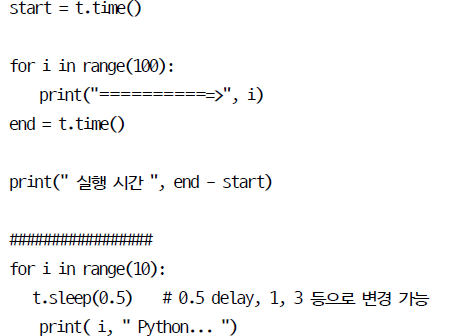 start = t.time()
for i in range(100):
print("===========>", i)
end = t.time()
print(" 실행 시간 ", end - start)
#################
for i in range(10):
t.sleep(0.5) # 0.5 delay, 1, 3 등으로 변경 가능
print( i, " Python... ")